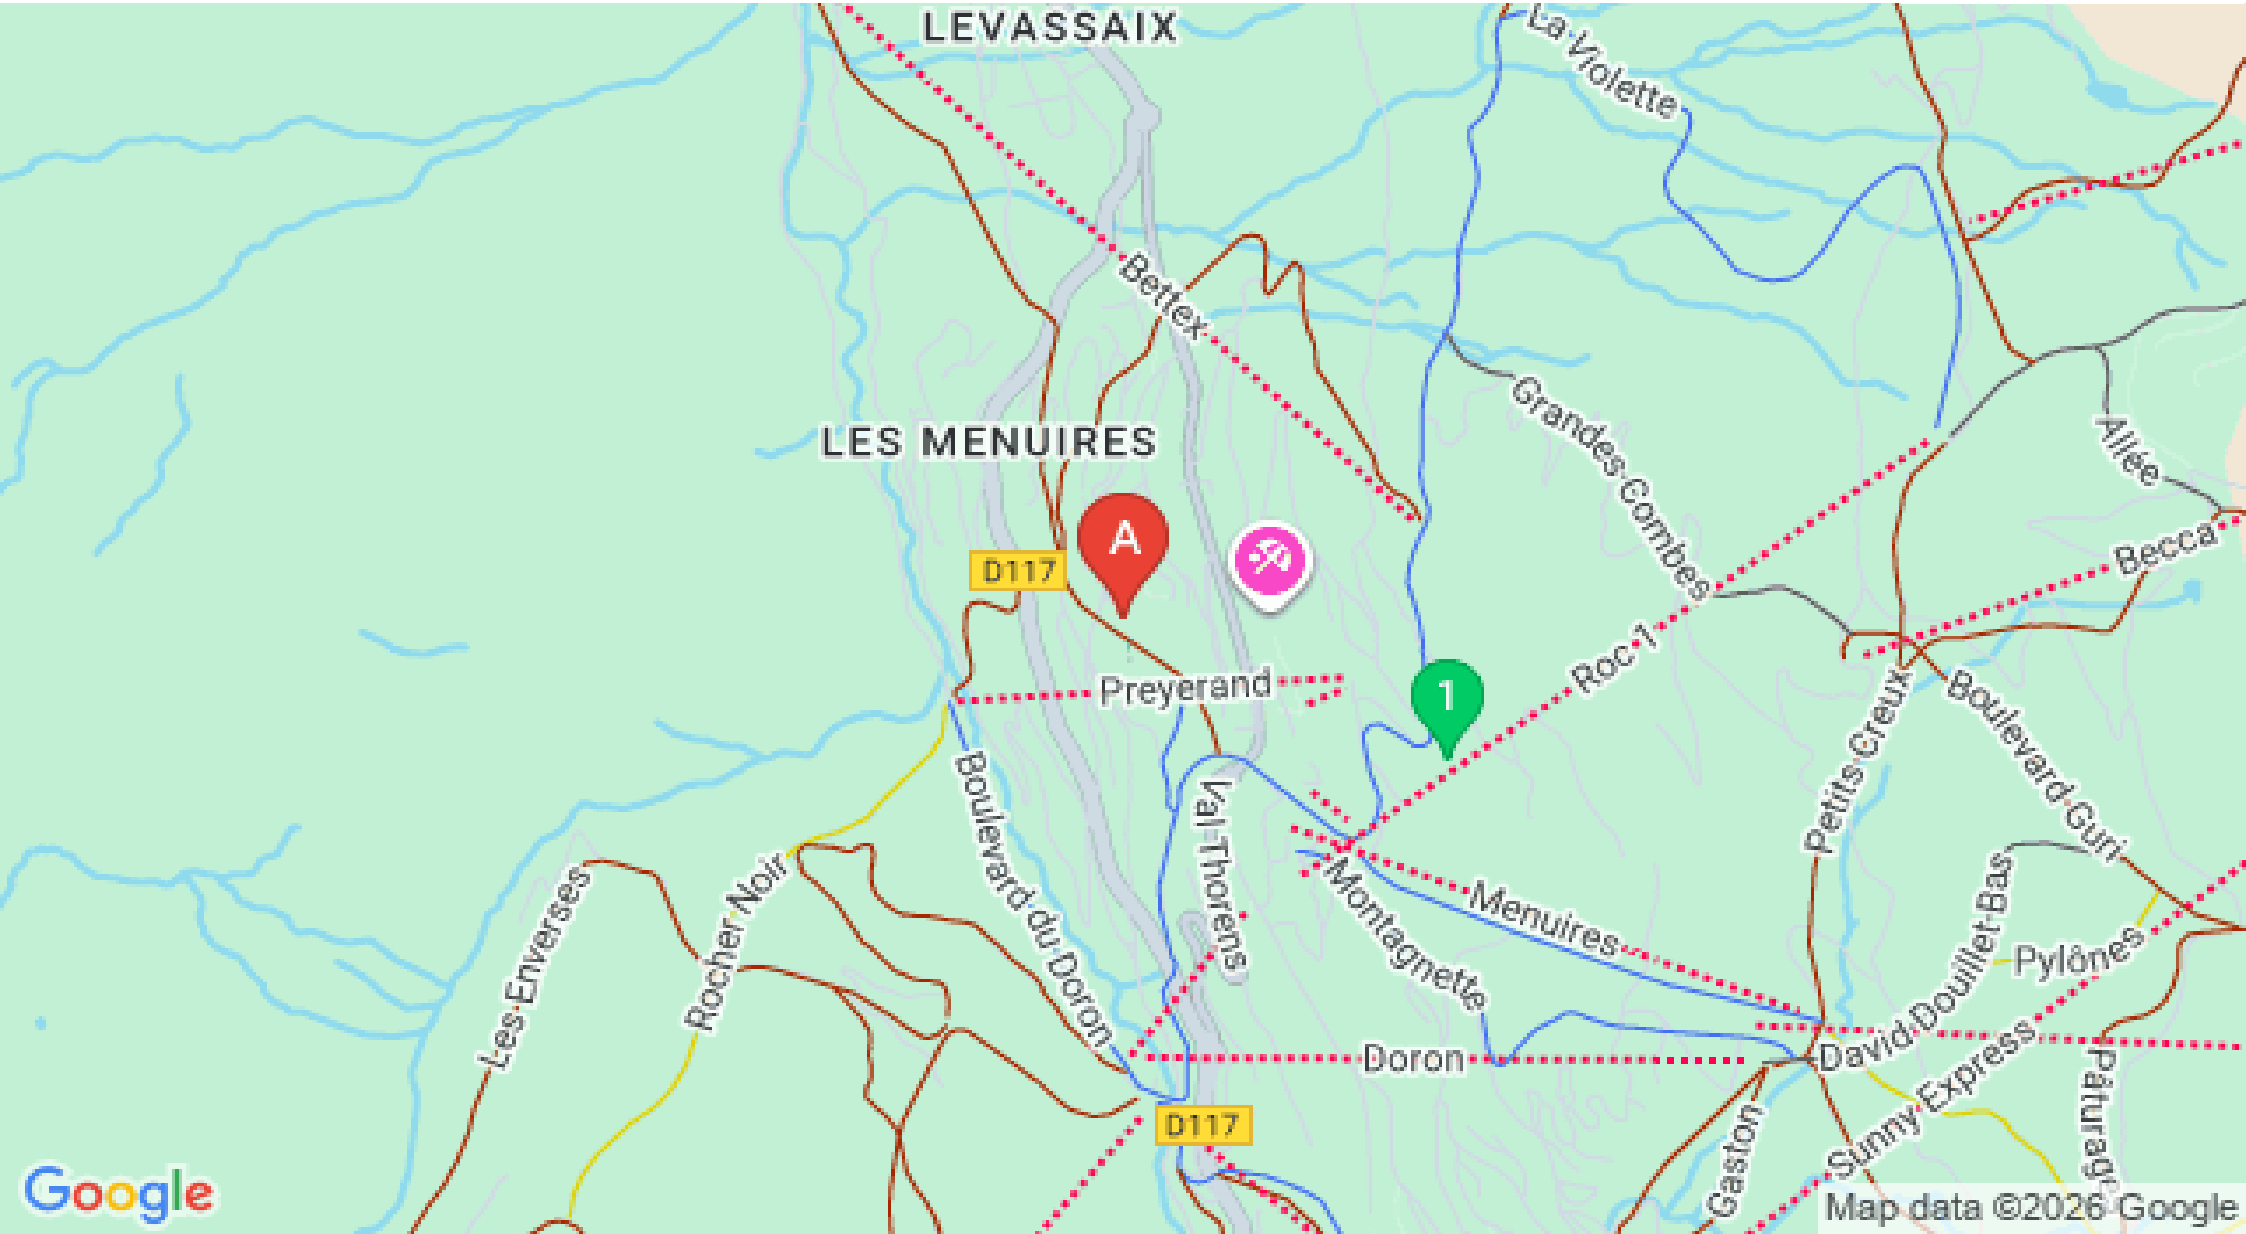 LEVASSAIX
La Violette
Bettex
Grandes Combes
Allée
LES MENUIRES
A
D117
Becca
Roc 1
Preyerand
1
Petits Creux
Boulevard Guri
Boulevard du Doron
Val Thorens
Les Enverses
Rocher Noir
Montagnette
Menuires
David Douillet Bas
Pylônes
Doron
Sunny Express
Pâturag
D117
Gaston
Google
Map data ©2026 Google